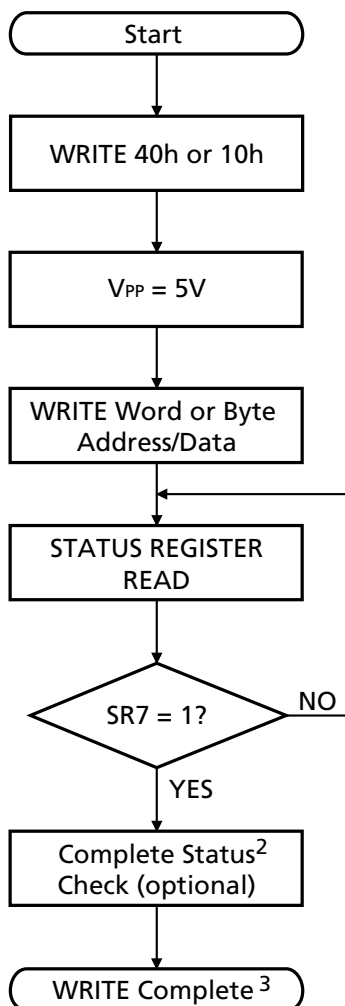 Start
WRITE 40h or 10h
VPP = 5V
WRITE Word or Byte
Address/Data
STATUS REGISTER
READ
SR7 = 1?
NO
YES
Complete Status2
Check (optional)
WRITE Complete 3